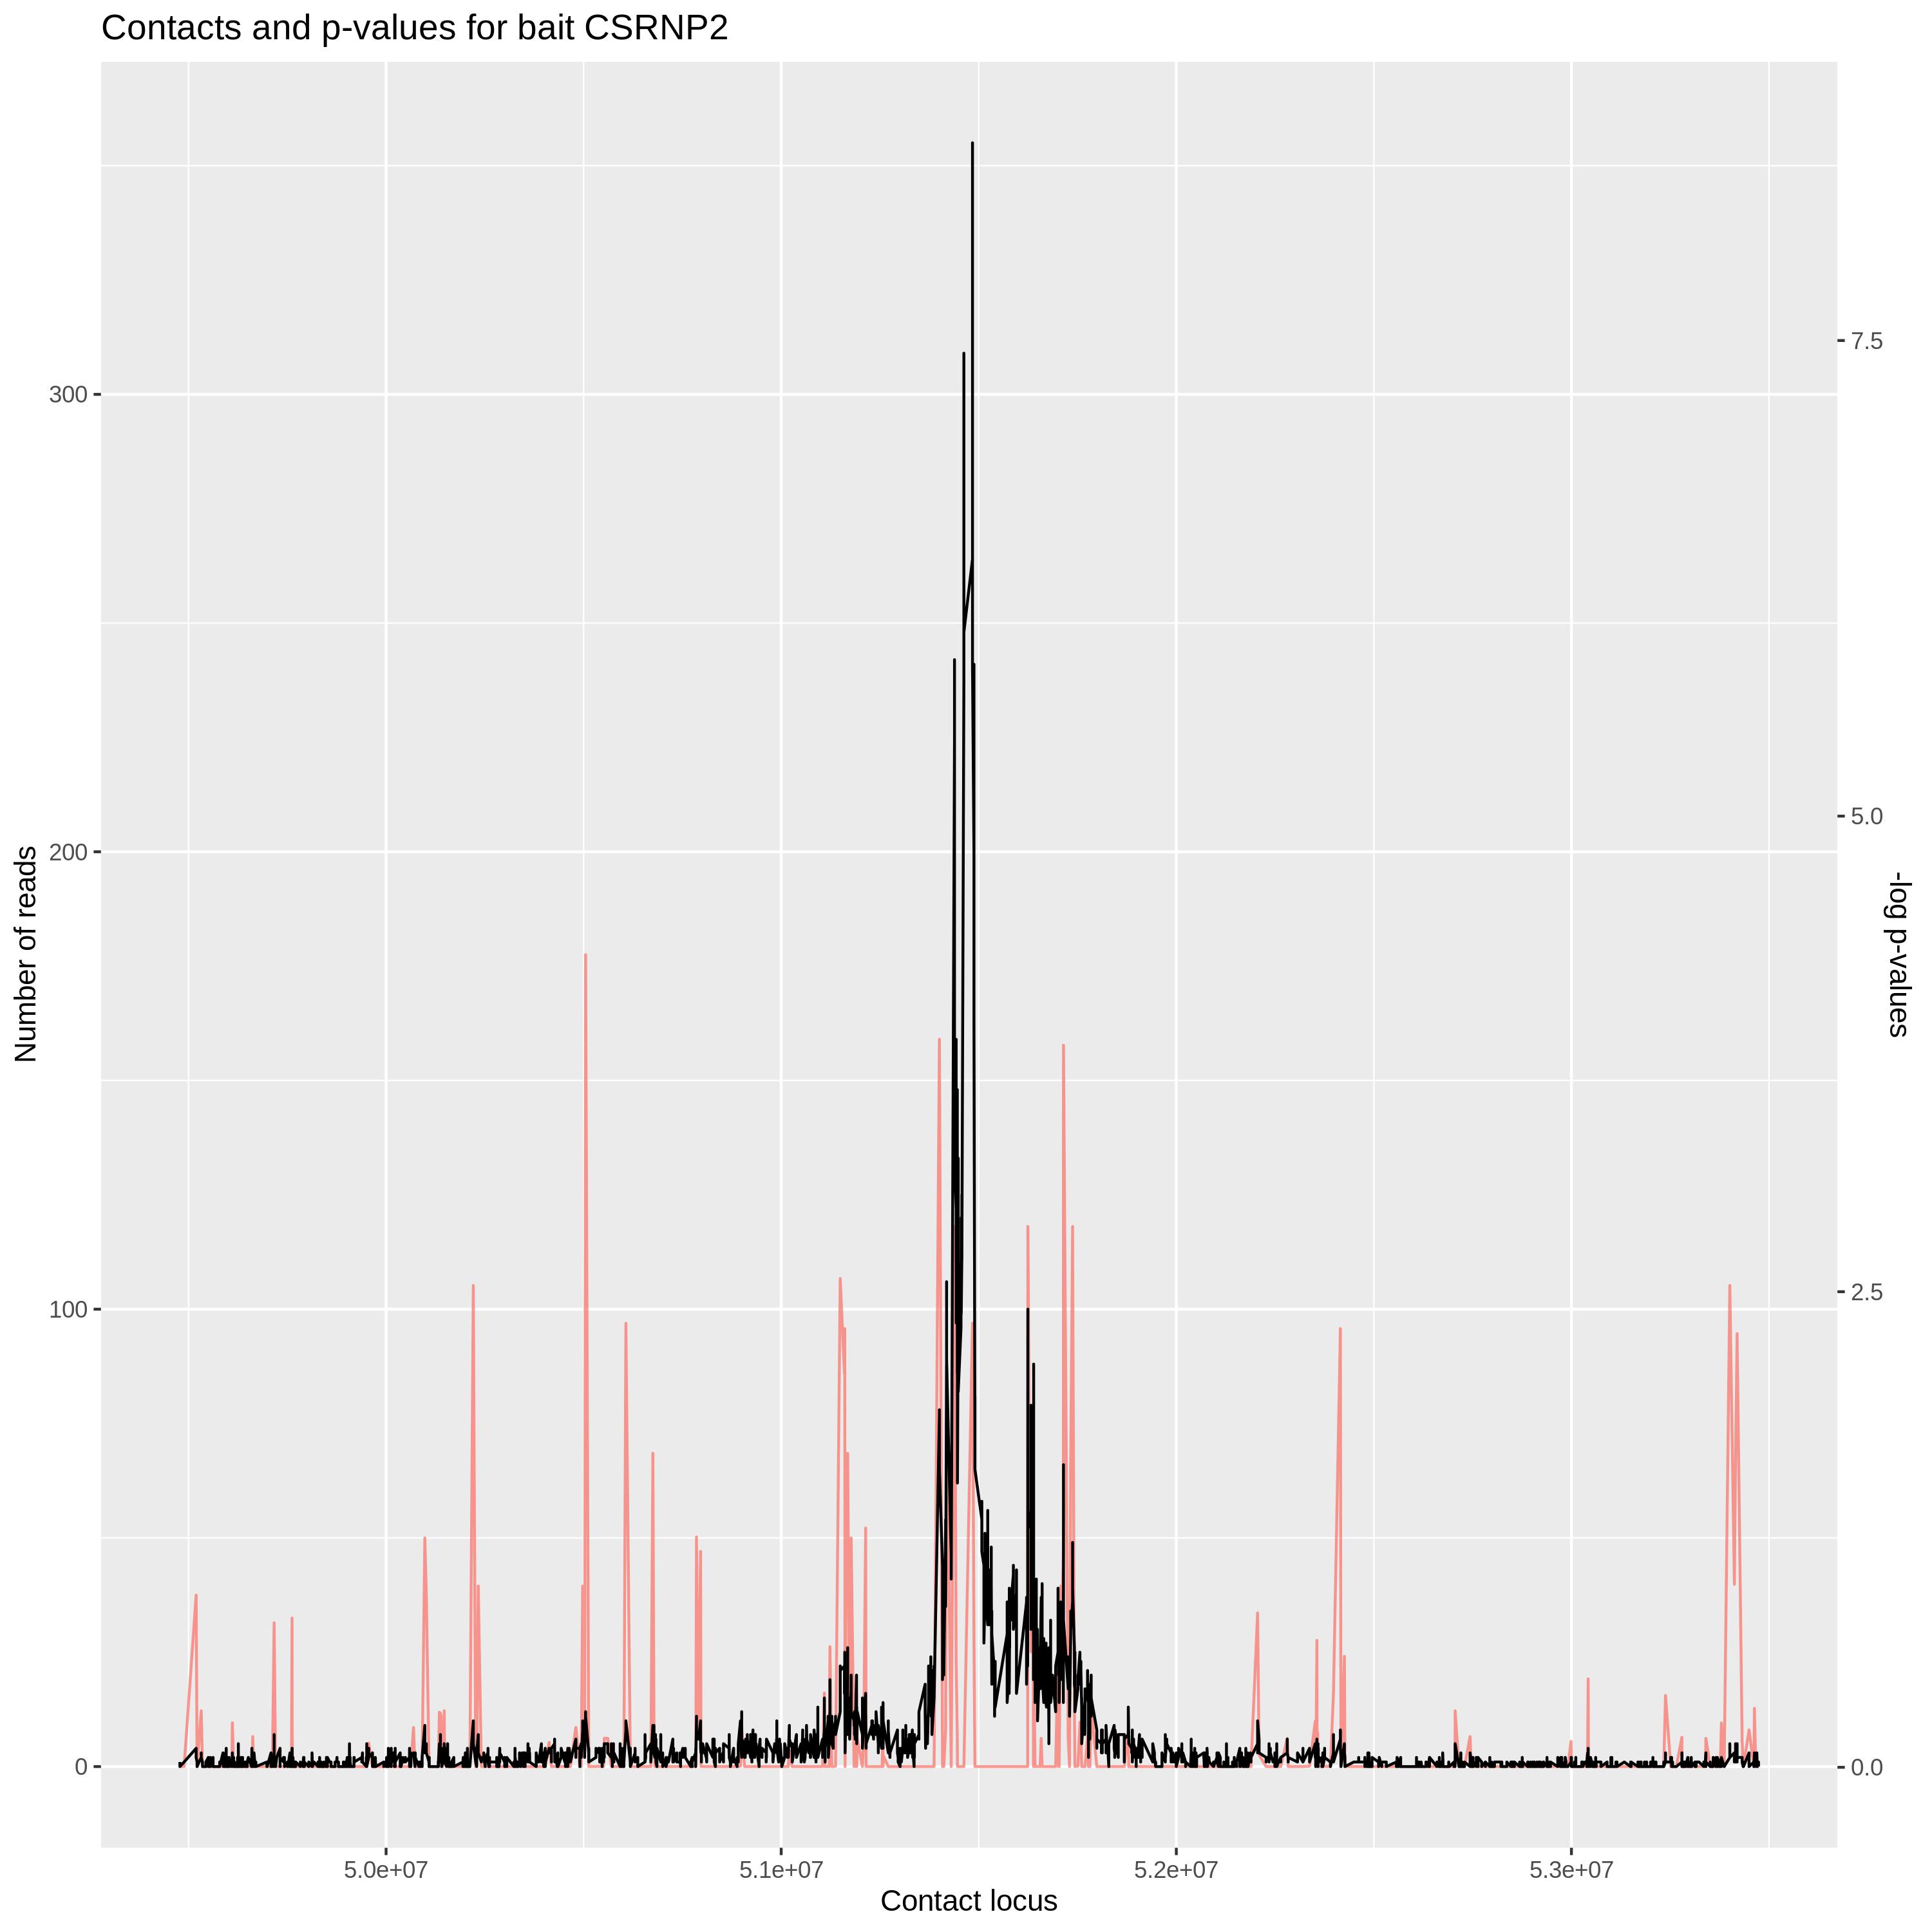 Contacts and p-values for bait CSRNP2
Number of reads
300
200
100
0
7.5
5.0
2.5
0.0
-log p-values
5.0e+07
5.1e+07
5.2e+07
5.3e+07
Contact locus